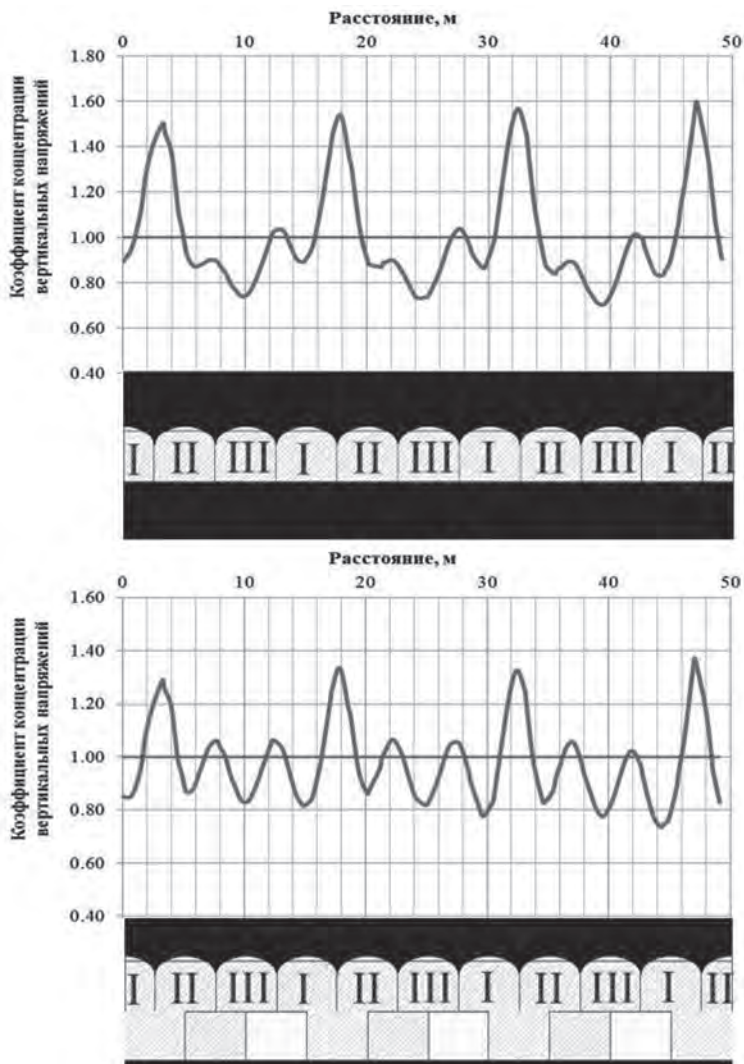 Расстояние, м
0 10 20 30 40 50
Коэффициент концентрации
вертикальных напряжений
1.80
1.60
1.40
1.20
1.00
0.80
0.60
0.40
I II III I II III I II III I II
Расстояние, м
0 10 20 30 40 50
Коэффициент концентрации
вертикальных напряжений
1.60
1.40
1.20
1.00
0.80
0.60
0.40
I II III I II III I II III I II